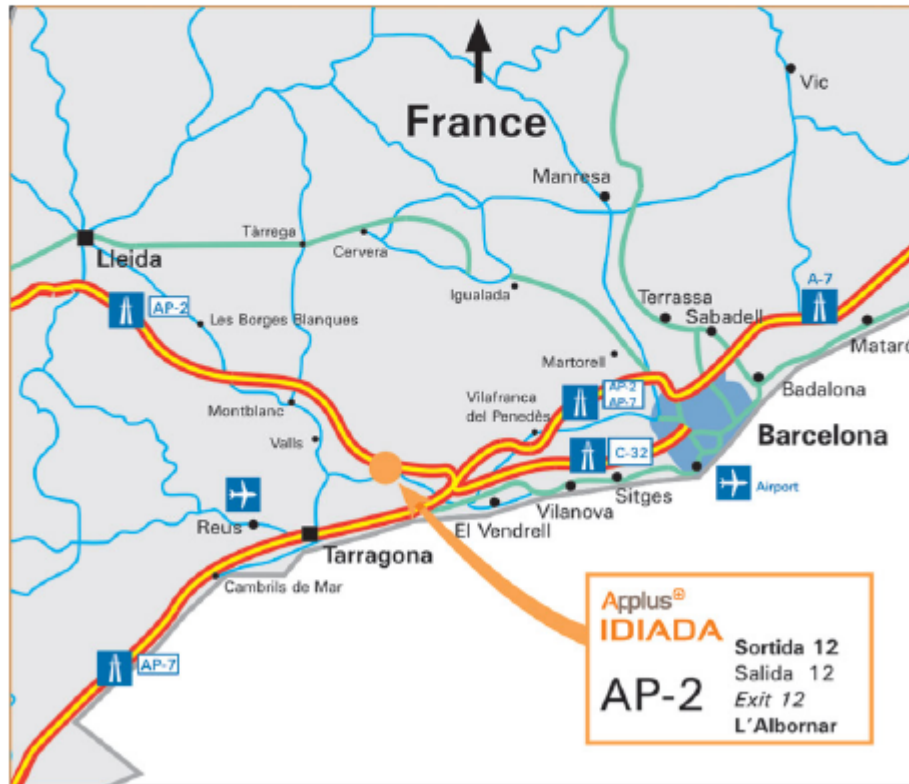 France
Vic
Manresa
Lleida
Tàrrega
Cervera
Igualada
A-7
AP-2
Les Borges Blanques
Terrassa
Sabadell
Mataró
Martorell
Badalona
Montblanc
Vilafranca
del Penedès
AP-2
AP-7
Barcelona
Valls
C-32
Airport
Sitges
Vilanova
El Vendrell
Reus
Tarragona
Cambrils de Mar
AP-7
Applus+
IDIADA
AP-2
Sortida 12
Salida 12
Exit 12
L'Albornar